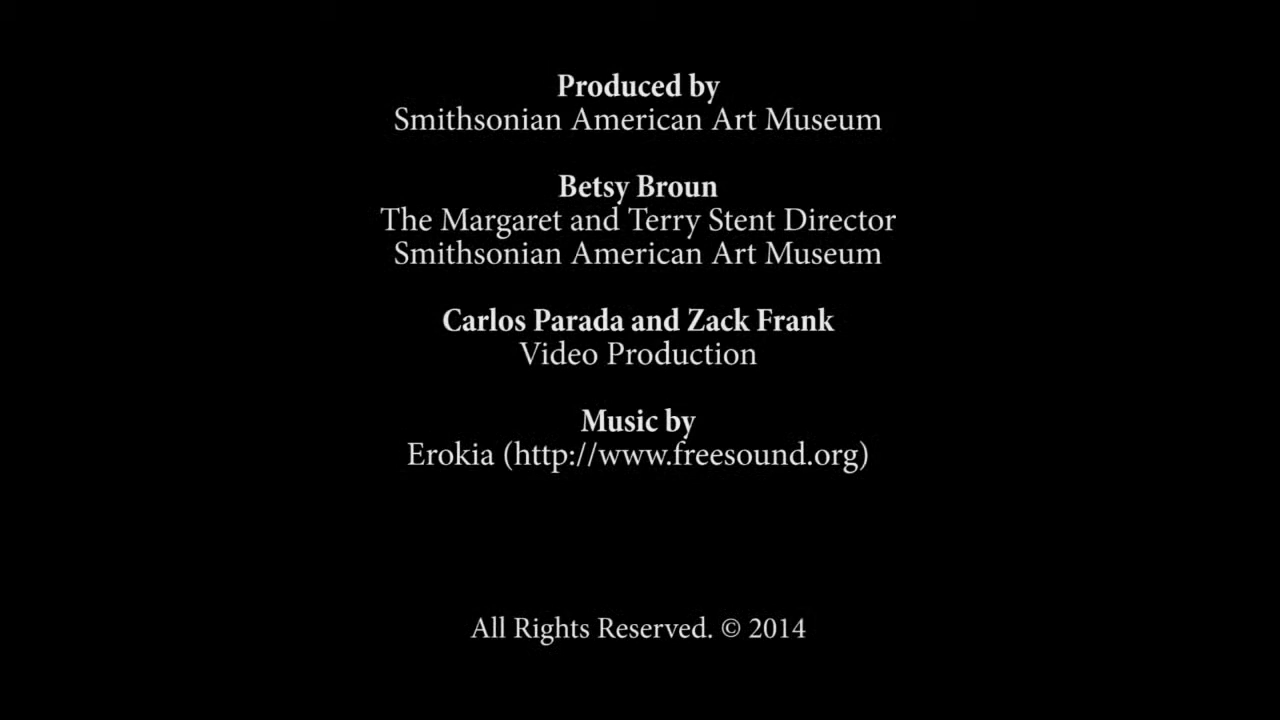 Produced by
Smithsonian American Art Museum
Betsy Broun
The Margaret and Terry Stent Director
Smithsonian American Art Museum
Carlos Parada and Zack Frank
Video Production
Music by
Erokia (http://www.freesound.org)
All Rights Reserved. © 2014